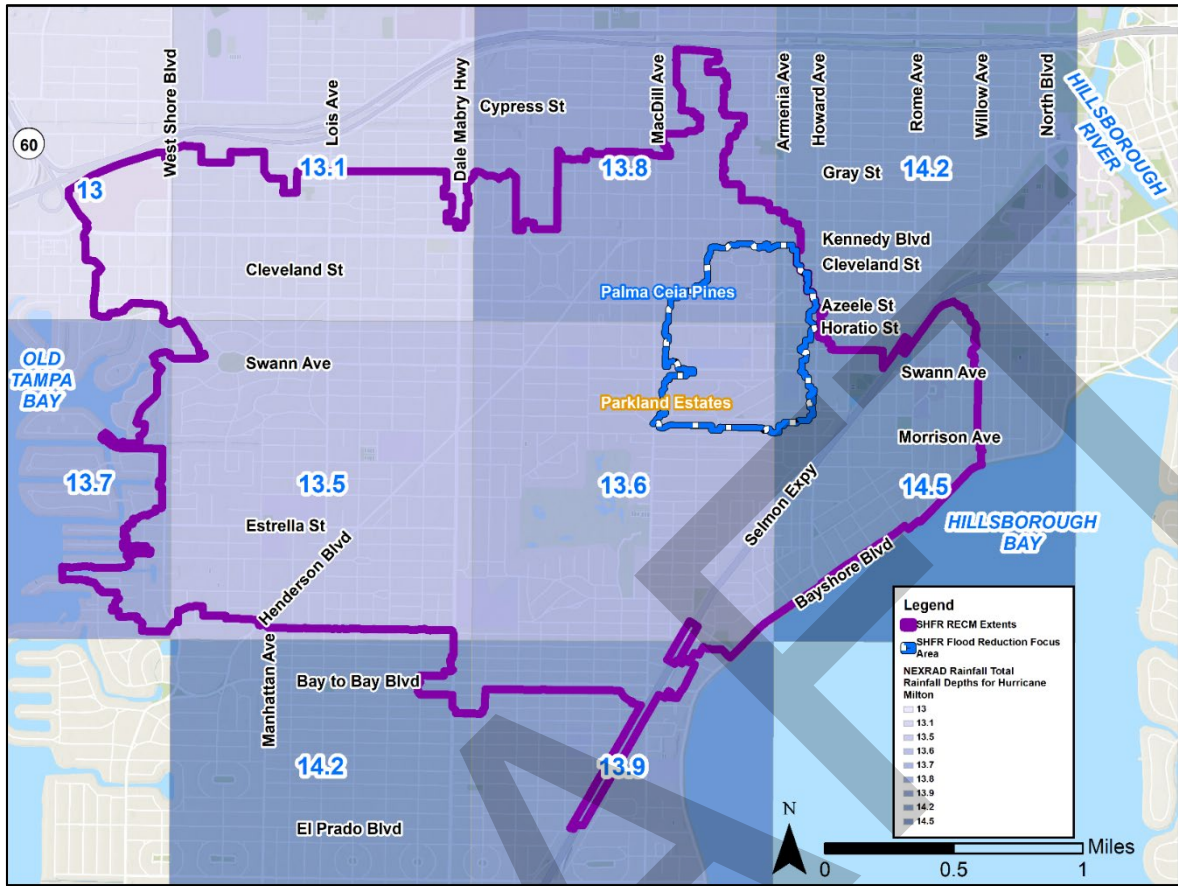 West Shore Blvd
Lois Ave
Dale Mabry Hwy
Cypress St
MacDill Ave
Armenia Ave
Howard Ave
Rome Ave
Willow Ave
North Blvd
HILLSBOROUGH
RIVER
60
13
13.1
13.8
Gray St
14.2
Kennedy Blvd
Cleveland St
Cleveland St
Palma Ceia Pines
Azeele St
Horatio St
OLD
TAMPA
BAY
Swann Ave
Swann Ave
Parkland Estates
Morrison Ave
13.7
13.5
13.6
14.5
Selmon Expy
Estrella St
HILLSBOROUGH
BAY
Henderson Blvd
Bayshore Blvd
Manhattan Ave
Bay to Bay Blvd
14.2
13.9
El Prado Blvd
Legend
SHFR RECM Extents
SHFR Flood Reduction Focus
Area
NEXRAD Rainfall Total
Rainfall Depths for Hurricane
Milton
13
13.1
13.5
13.6
13.7
13.8
13.9
14.2
14.5
N
Miles
0
0.5
1